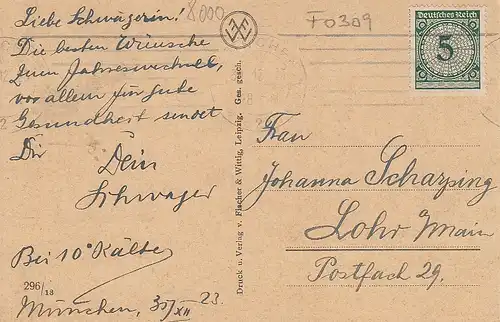 Liebe Schwägerin!
Die besten Wünsche
zum Jahreswechsel,
vor allem für gute
Gesundheit sendet
Dir Dein
Schwager
Bei 10° Kälte
München, 31/XII 23.
296/13
8000
F0309
Druck u. Verlag v. Fischer & Wittig, Leipzig. Ges. gesch.
Deutsches Reich
5
Frau
Johanna Scharping
Lohr a/Main
Postfach 29.